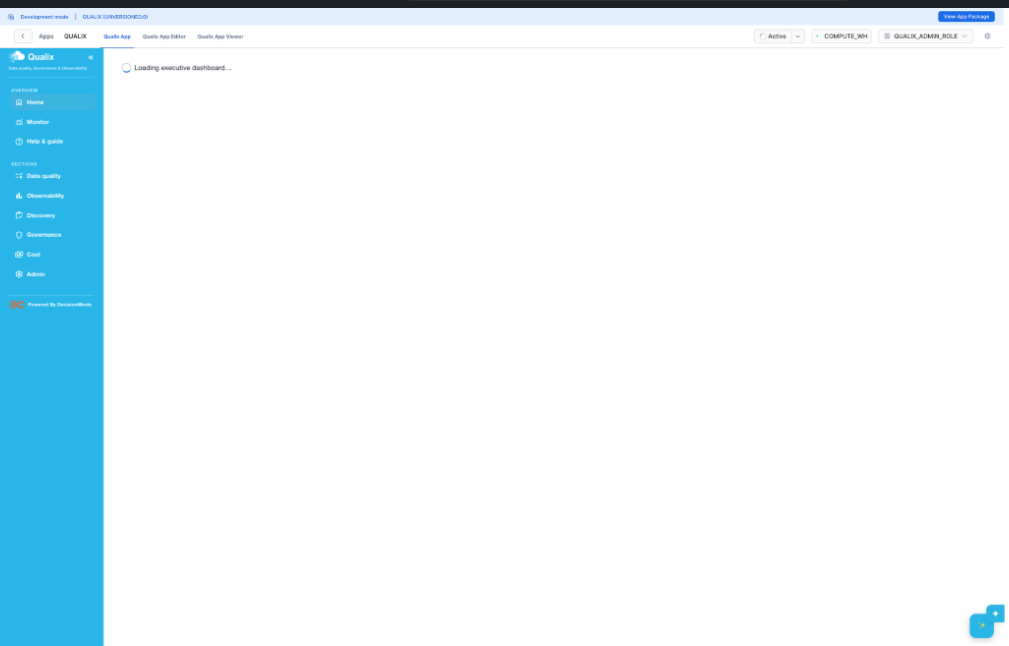 Development mode | QUALIX (UNVERSIONED.0)
View App Package
Apps QUALIX Qualix App Qualix App Editor Qualix App Viewer
Active COMPUTE_WH QUALIX_ADMIN_ROLE
Qualix
Data quality, Governance & Observability
Loading executive dashboard...
OVERVIEW
Home
Monitor
Help & guide
SECTIONS
Data quality
Observability
Discovery
Governance
Cost
Admin
Powered By DecisionMinds